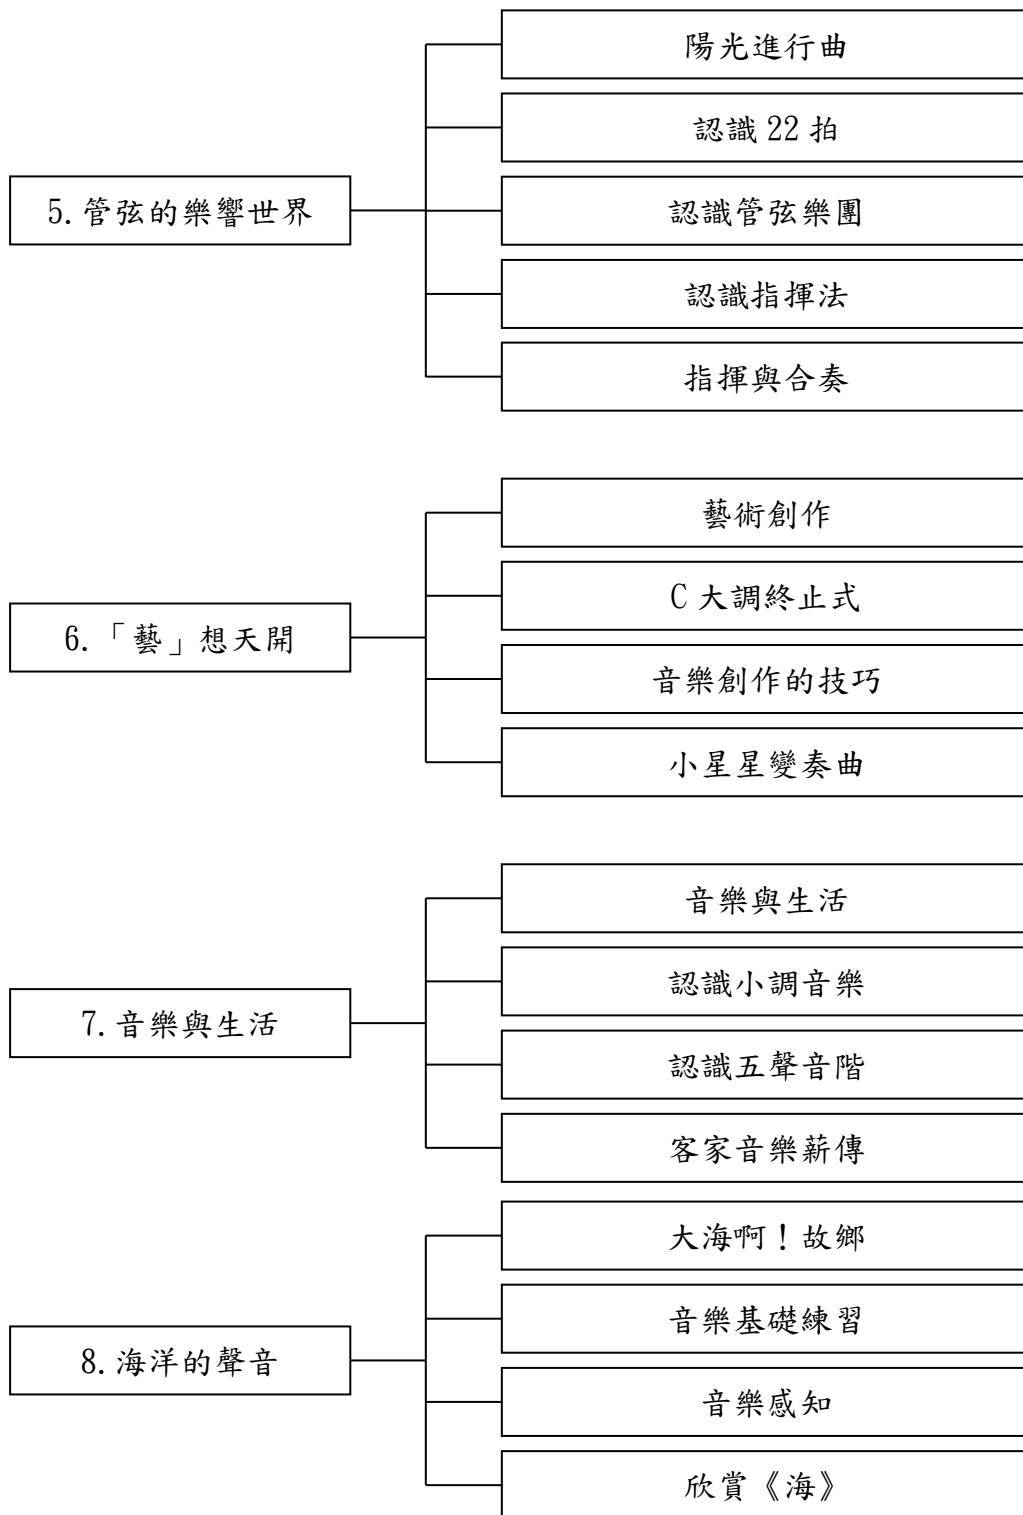 5.管弦的樂響世界
陽光進行曲
認識 22 拍
認識管弦樂團
認識指揮法
指揮與合奏
6.「藝」想天開
藝術創作
C 大調終止式
音樂創作的技巧
小星星變奏曲
7.音樂與生活
音樂與生活
認識小調音樂
認識五聲音階
客家音樂薪傳
8.海洋的聲音
大海啊！故鄉
音樂基礎練習
音樂感知
欣賞《海》